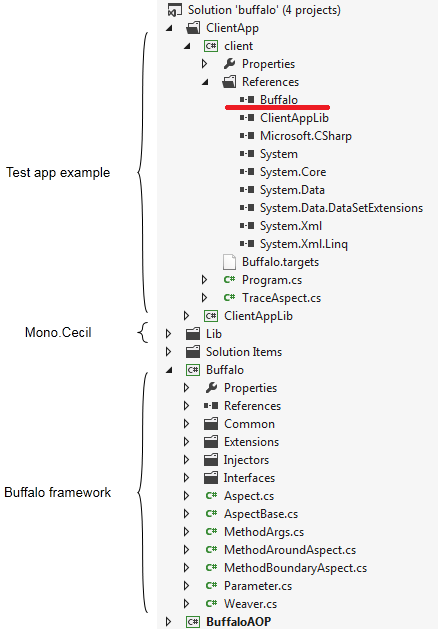 Solution 'buffalo' (4 projects)
ClientApp
C# client
Properties
References
Buffalo
ClientAppLib
Microsoft.CSharp
System
System.Core
System.Data
System.Data.DataSetExtensions
System.Xml
System.Xml.Linq
Buffalo.targets
C# Program.cs
C# TraceAspect.cs
C# ClientAppLib
Lib
Solution Items
C# Buffalo
Properties
References
Common
Extensions
Injectors
Interfaces
C# Aspect.cs
C# AspectBase.cs
C# MethodArgs.cs
C# MethodAroundAspect.cs
C# MethodBoundaryAspect.cs
C# Parameter.cs
C# Weaver.cs
C# BuffaloAOP
Test app example
Mono.Cecil
Buffalo framework